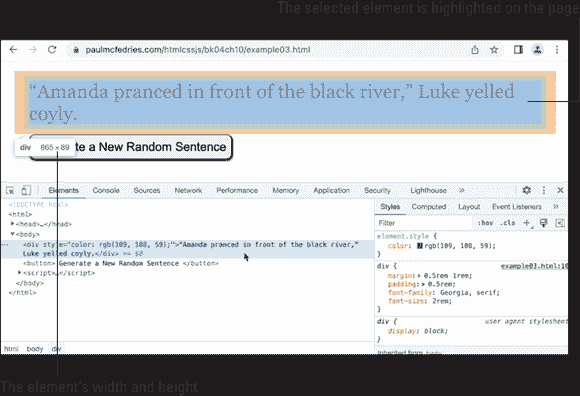 The selected element is highlighted on the page
paulmcfedries.com/htmlcssjs/bk04ch10/example03.html
“Amanda pranced in front of the black river,” Luke yelled
coyly.
div 865 × 89
e a New Random Sentence
Elements Console Sources Network Performance Memory Application Security Lighthouse »
<!DOCTYPE html>
<html>
<head>…</head>
<body>
<div style="color: rgb(109, 108, 59);">“Amanda pranced in front of the black river,”
Luke yelled coyly.</div> == $0
<button> Generate a New Random Sentence </button>
<script>…</script>
</body>
</html>
html body div
Styles Computed Layout Event Listeners »
Filter :hov .cls +
element.style {
color: rgb(109, 108, 59);
}
div { example03.html:10
margin: 0.5rem 1rem;
padding: 0.5rem;
font-family: Georgia, serif;
font-size: 2rem;
}
div { user agent stylesheet
display: block;
}
Inherited from body
The element's width and height